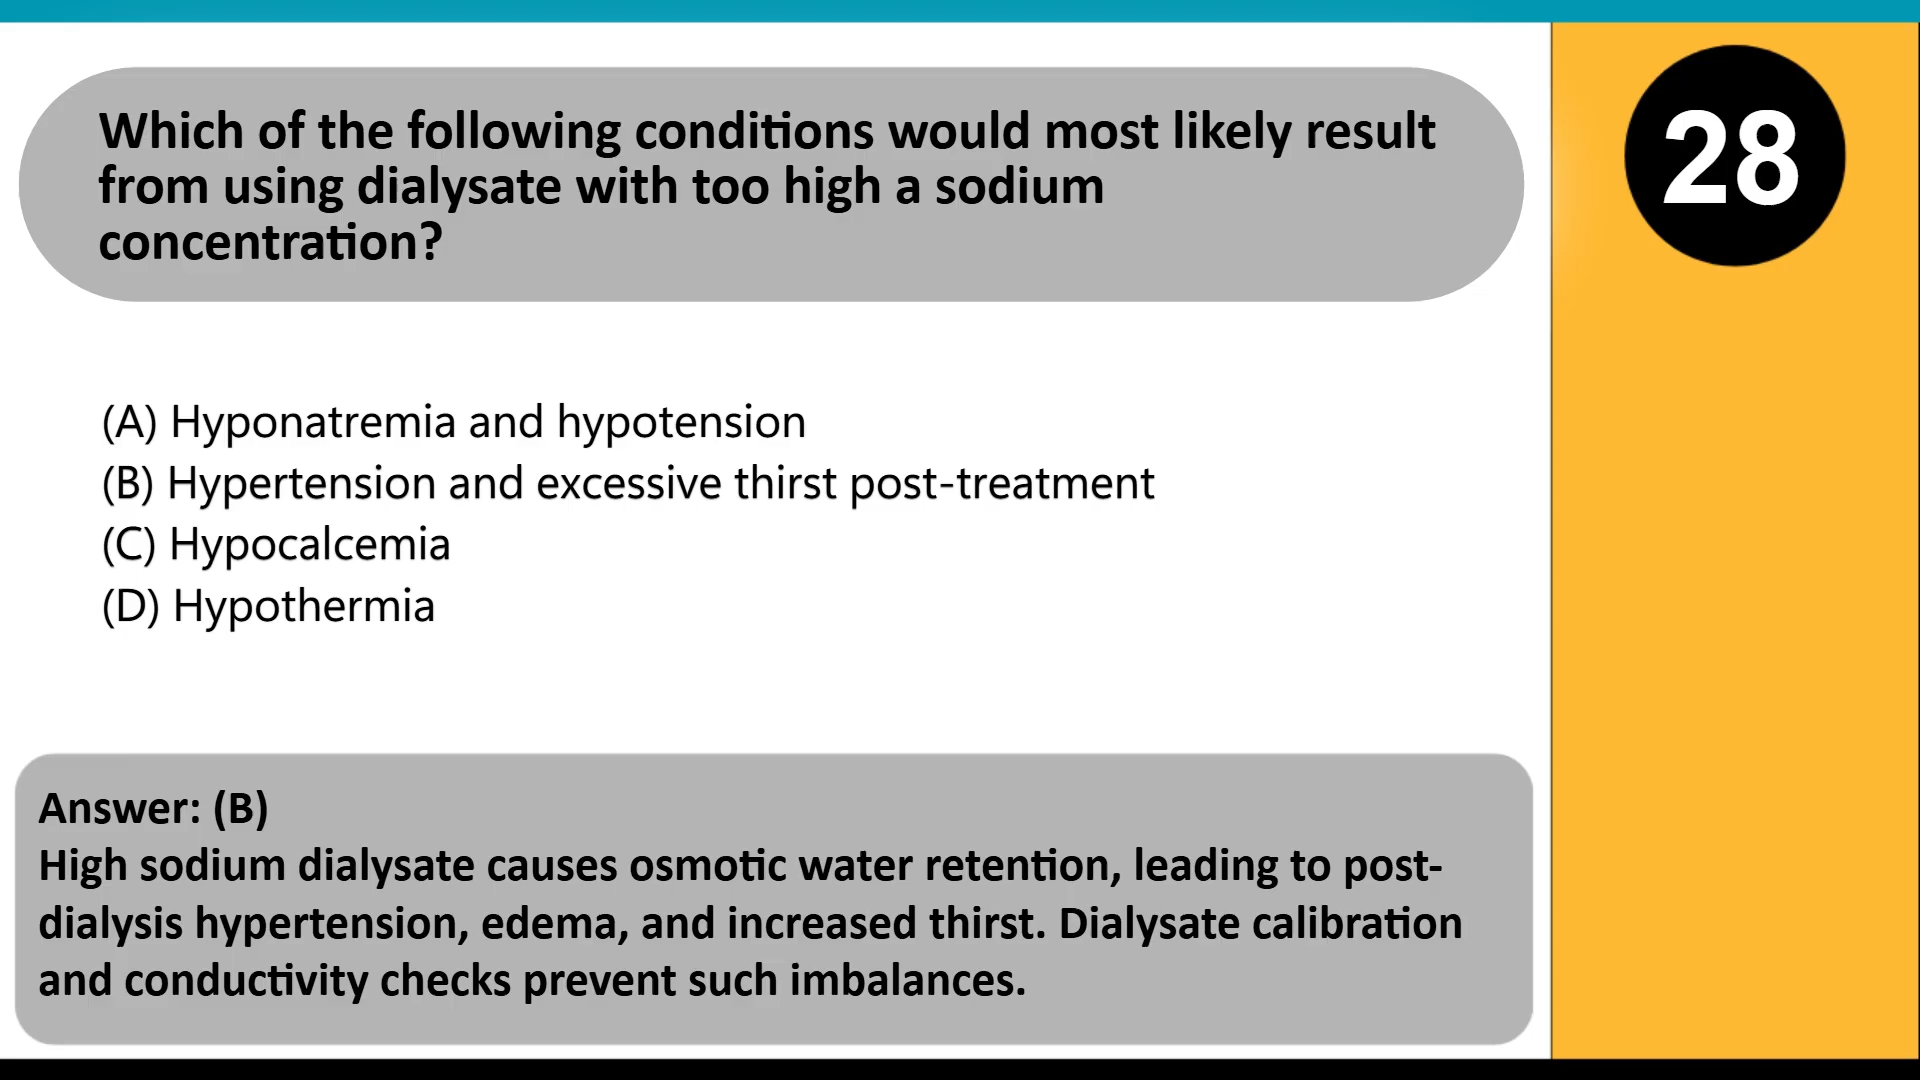 Which of the following conditions would most likely result
from using dialysate with too high a sodium
concentration?
28
(A) Hyponatremia and hypotension
(B) Hypertension and excessive thirst post-treatment
(C) Hypocalcemia
(D) Hypothermia
Answer: (B)
High sodium dialysate causes osmotic water retention, leading to post-
dialysis hypertension, edema, and increased thirst. Dialysate calibration
and conductivity checks prevent such imbalances.